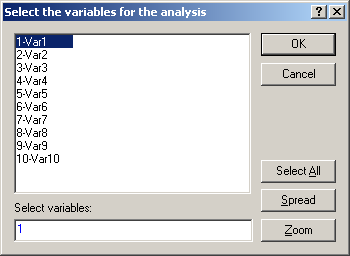 Select the variables for the analysis
1-Var1
2-Var2
3-Var3
4-Var4
5-Var5
6-Var6
7-Var7
8-Var8
9-Var9
10-Var10
OK
Cancel
Select All
Spread
Zoom
Select variables:
1